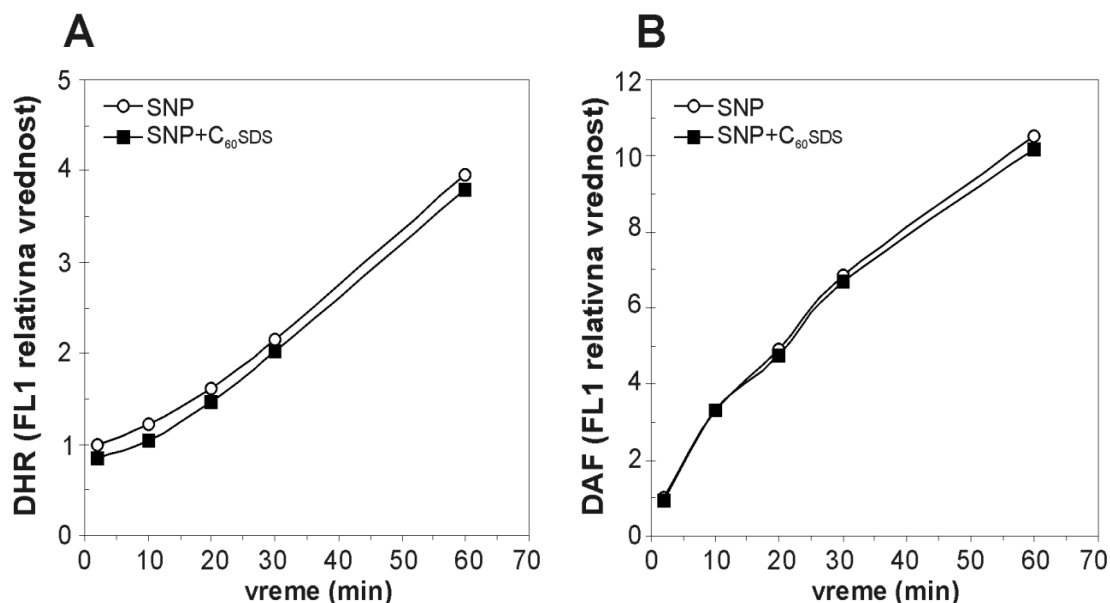 A
DHR (FL1 relativna vrednost)
5
4
3
2
1
0
SNP
SNP+C₆₀SDS
0 10 20 30 40 50 60 70
vreme (min)
B
DAF (FL1 relativna vrednost)
12
10
8
6
4
2
0
SNP
SNP+C₆₀SDS
0 10 20 30 40 50 60 70
vreme (min)